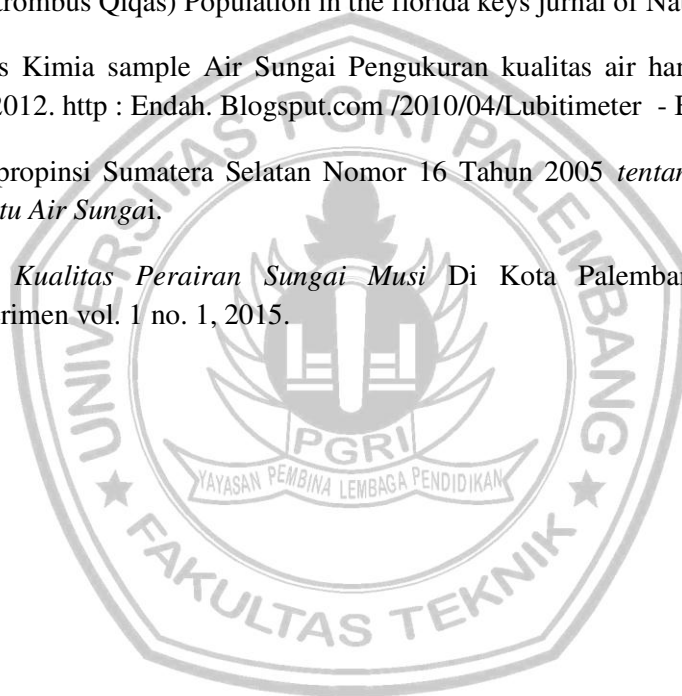 trombus Qiqas) Population in the florida keys jurnal of Na
s Kimia sample Air Sungai Pengukuran kualitas air har
2012. http : Endah. Blogsput.com /2010/04/Lubitimeter - 
propinsi Sumatera Selatan Nomor 16 Tahun 2005 tentan
tu Air Sungai.
Kualitas Perairan Sungai Musi Di Kota Palemban
rimen vol. 1 no. 1, 2015.
UNIVERSITAS PGRI PALEMBANG
PGRI
YAYASAN PEMBINA LEMBAGA PENDIDIKAN
FAKULTAS TEKNIK